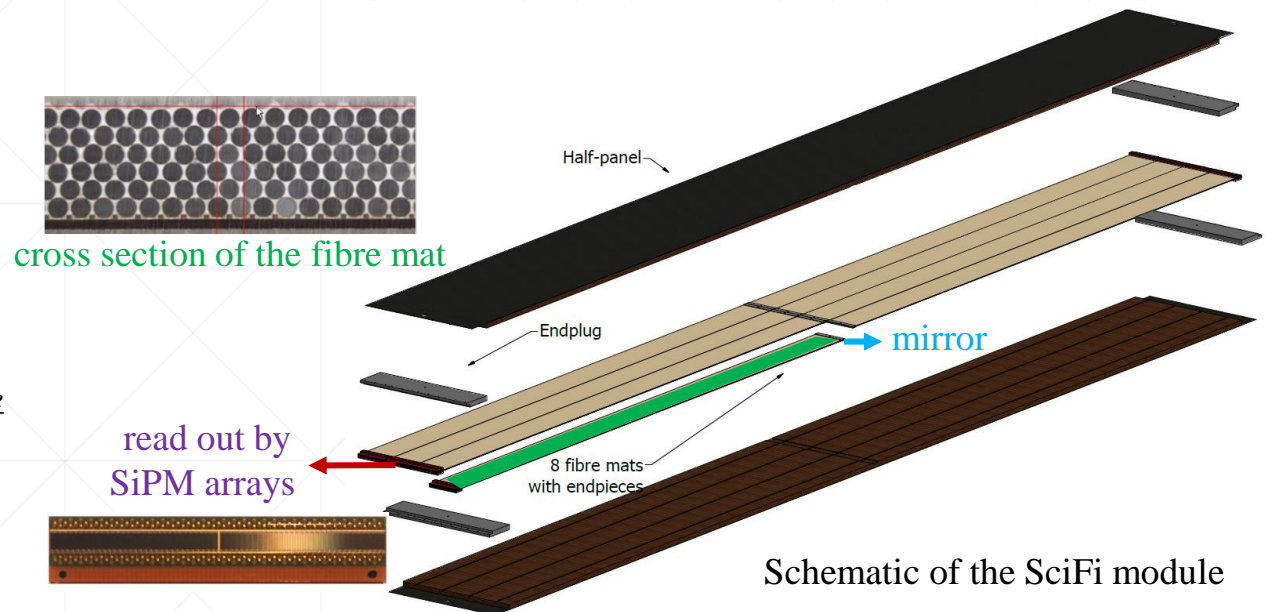 Half-panel
cross section of the fibre mat
Endplug
mirror
read out by
SiPM arrays
8 fibre mats
with endpieces
Schematic of the SciFi module